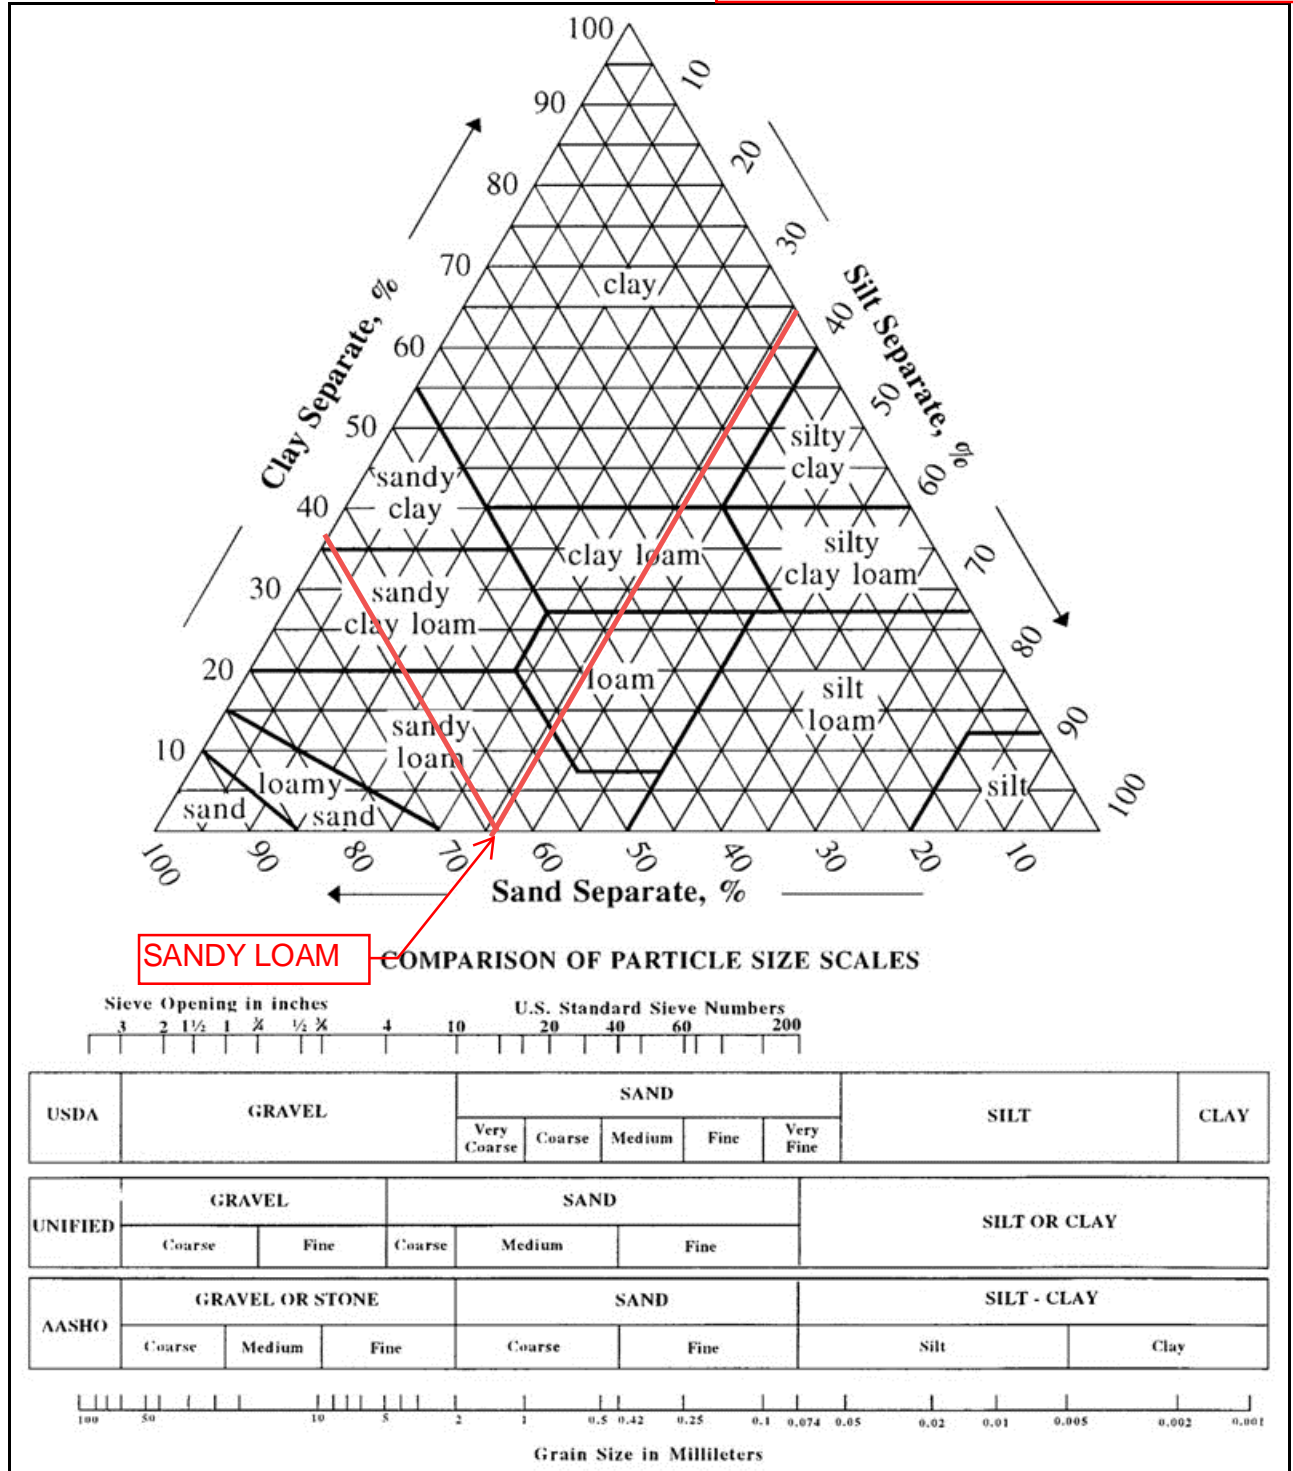 100
10
90
20
80
30
70
clay
Silt Separate, %
40
Clay Separate, %
60
50
50
silty
clay
60
sandy
clay
40
clay loam
silty
clay loam
70
30
sandy
clay loam
80
20
loam
silt
loam
90
sandy
loam
10
loamy
sand
silt
100
sand
100
90
80
70
60
50
40
30
20
10
Sand Separate, %
SANDY LOAM
COMPARISON OF PARTICLE SIZE SCALES
Sieve Opening in inches
U.S. Standard Sieve Numbers
3 2 1½ 1 ¾ ½ ⅜ 4 10 20 40 60 200
USDA
GRAVEL
SAND
SILT
CLAY
Very
Coarse
Coarse
Medium
Fine
Very
Fine
UNIFIED
GRAVEL
SAND
SILT OR CLAY
Coarse
Fine
Coarse
Medium
Fine
AASHO
GRAVEL OR STONE
SAND
SILT - CLAY
Coarse
Medium
Fine
Coarse
Fine
Silt
Clay
100 50 10 5 2 1 0.5 0.42 0.25 0.1 0.074 0.05 0.02 0.01 0.005 0.002 0.001
Grain Size in Millileters